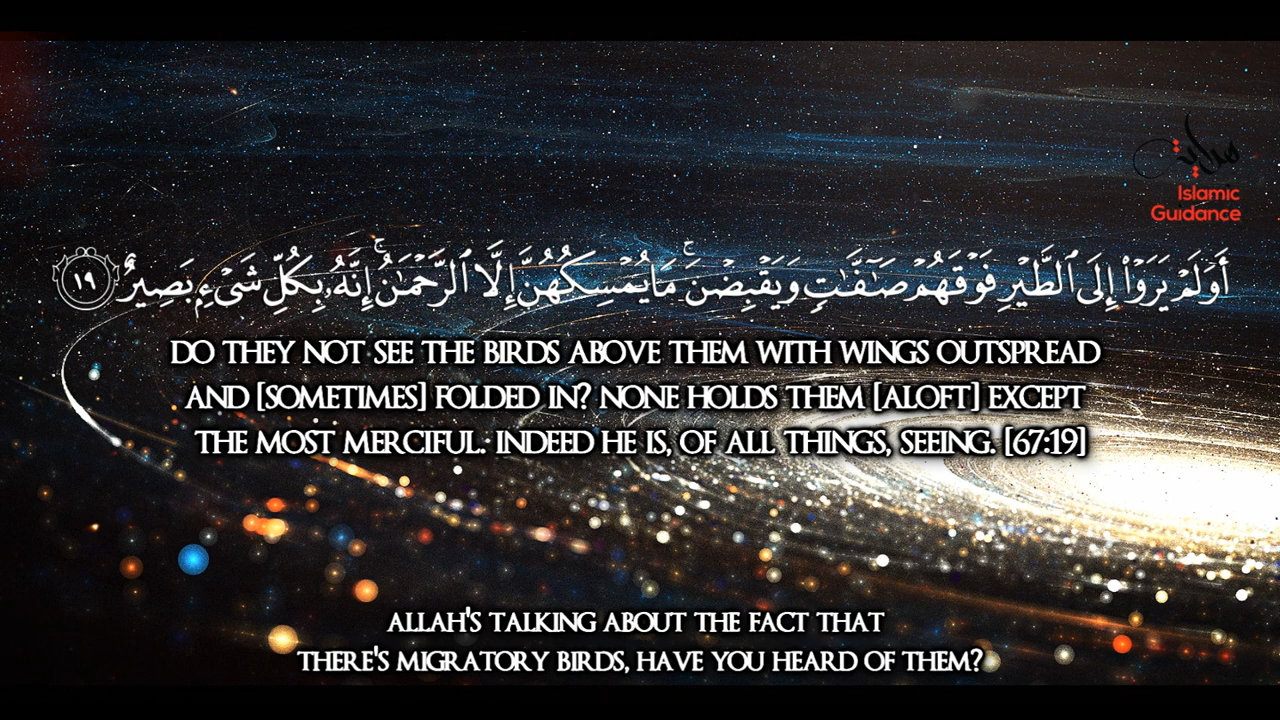 هداية
Islamic
Guidance
أَوَلَمْ يَرَوْا۟ إِلَى ٱلطَّيْرِ فَوْقَهُمْ صَـٰٓفَّـٰتٍ وَيَقْبِضْنَ ۚ مَا يُمْسِكُهُنَّ إِلَّا ٱلرَّحْمَـٰنُ ۚ إِنَّهُۥ بِكُلِّ شَىْءٍۭ بَصِيرٌ ١٩
DO THEY NOT SEE THE BIRDS ABOVE THEM WITH WINGS OUTSPREAD
AND [SOMETIMES] FOLDED IN? NONE HOLDS THEM [ALOFT] EXCEPT
THE MOST MERCIFUL. INDEED HE IS, OF ALL THINGS, SEEING. [67:19]
ALLAH'S TALKING ABOUT THE FACT THAT
THERE'S MIGRATORY BIRDS, HAVE YOU HEARD OF THEM?